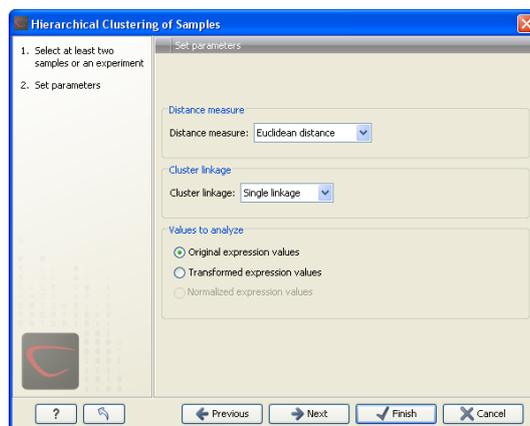 Hierarchical Clustering of Samples
1. Select at least two
samples or an experiment
2. Set parameters
Set parameters
Distance measure
Distance measure: Euclidean distance
Cluster linkage
Cluster linkage: Single linkage
Values to analyze
Original expression values
Transformed expression values
Normalized expression values
?
Previous
Next
Finish
Cancel